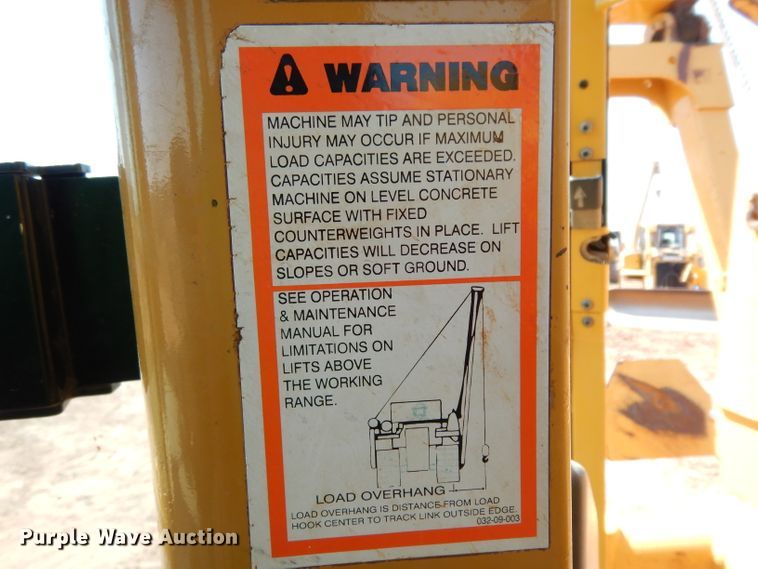 WARNING
MACHINE MAY TIP AND PERSONAL
INJURY MAY OCCUR IF MAXIMUM
LOAD CAPACITIES ARE EXCEEDED.
CAPACITIES ASSUME STATIONARY
MACHINE ON LEVEL CONCRETE
SURFACE WITH FIXED
COUNTERWEIGHTS IN PLACE. LIFT
CAPACITIES WILL DECREASE ON
SLOPES OR SOFT GROUND.
SEE OPERATION
& MAINTENANCE
MANUAL FOR
LIMITATIONS ON
LIFTS ABOVE
THE WORKING
RANGE.
LOAD OVERHANG
LOAD OVERHANG IS DISTANCE FROM LOAD
HOOK CENTER TO TRACK LINK OUTSIDE EDGE.
032-09-003
Purple Wave Auction